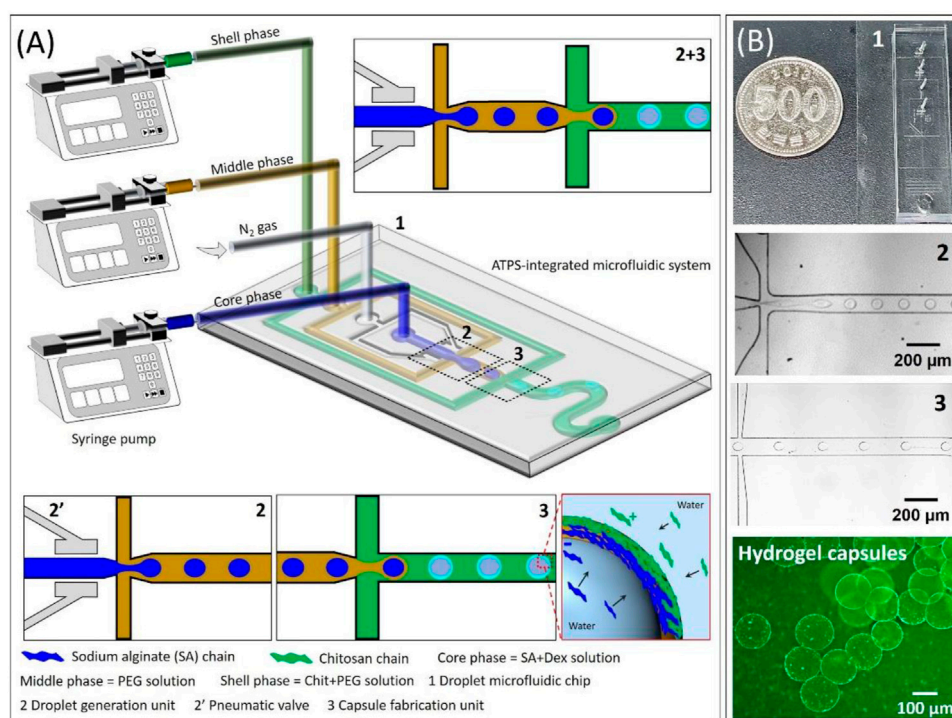 (A)
Shell phase
2+3
Middle phase
N2 gas
1
ATPS-integrated microfluidic system
Core phase
2
3
Syringe pump
2’
2
3
Water
Water
Sodium alginate (SA) chain
Chitosan chain
Core phase = SA+Dex solution
Middle phase = PEG solution
Shell phase = Chit+PEG solution
1 Droplet microfluidic chip
2 Droplet generation unit
2’ Pneumatic valve
3 Capsule fabrication unit
(B)
1
2013
500
2
200 µm
3
200 µm
Hydrogel capsules
100 µm